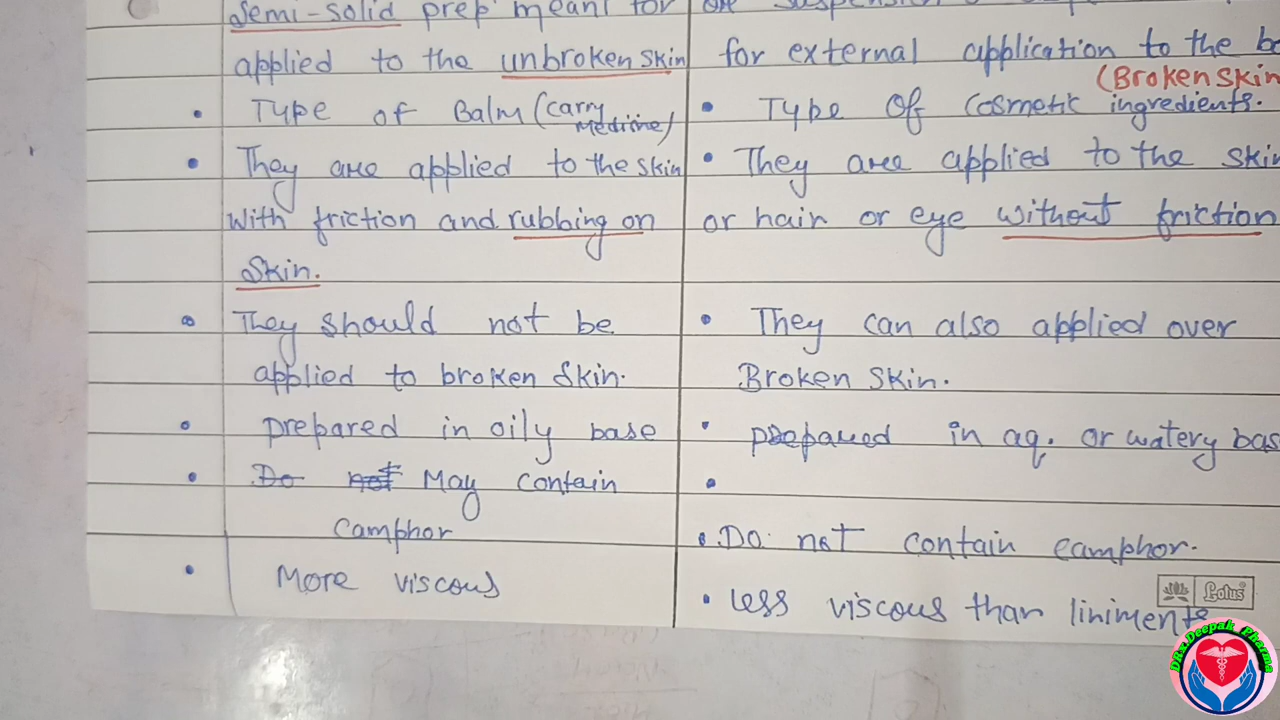 Semi-solid prepn meant for
applied to the unbroken skin
• Type of Balm (carry
Medicine)
• They are applied to the skin
with friction and rubbing on
Skin.
• They should not be
applied to broken Skin.
• prepared in oily base
• Do not May contain
Camphor
• More viscous
or suspension
for external application to the
(Broken Skin
• Type Of Cosmetic ingredients.
• They are applied to the skin
or hair or eye without friction
• They can also applied over
Broken Skin.
• prepared in aq. or watery bas
•
• Do not contain camphor.
• Less viscous than liniments
Lotus
DRx Deepak Pharma